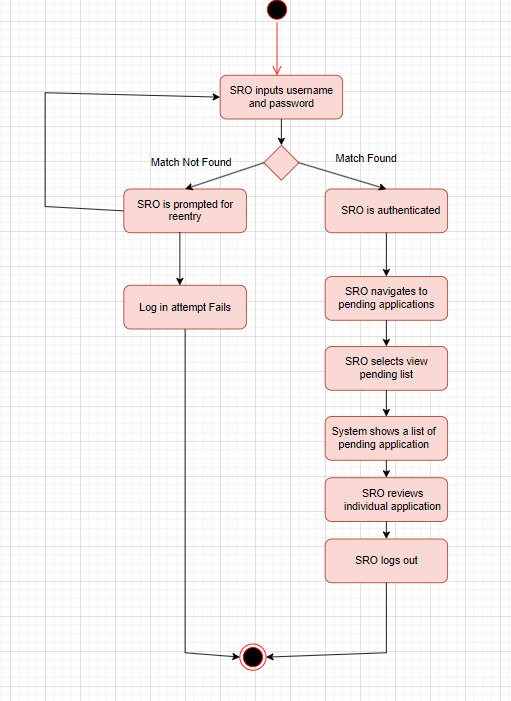 SRO inputs username
and password
Match Not Found
Match Found
SRO is prompted for
reentry
SRO is authenticated
Log in attempt Fails
SRO navigates to
pending applications
SRO selects view
pending list
System shows a list of
pending application
SRO reviews
individual application
SRO logs out